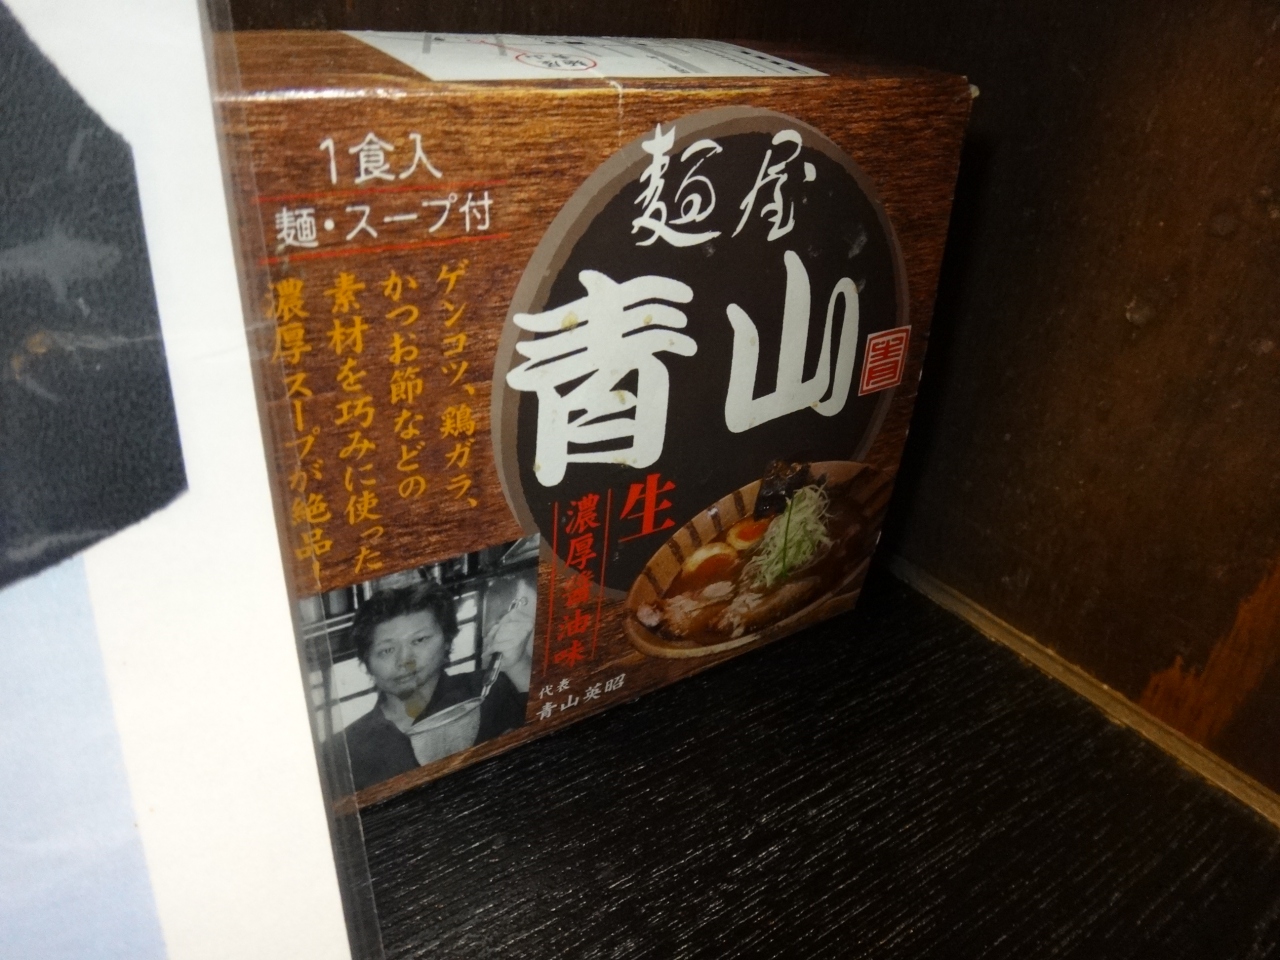 1食入
麺・スープ付
ゲンコツ、鶏ガラ、
かつお節などの
素材を巧みに使った
濃厚スープが絶品！
麺屋
青山
青
生
濃厚醤油味
代表
青山英昭